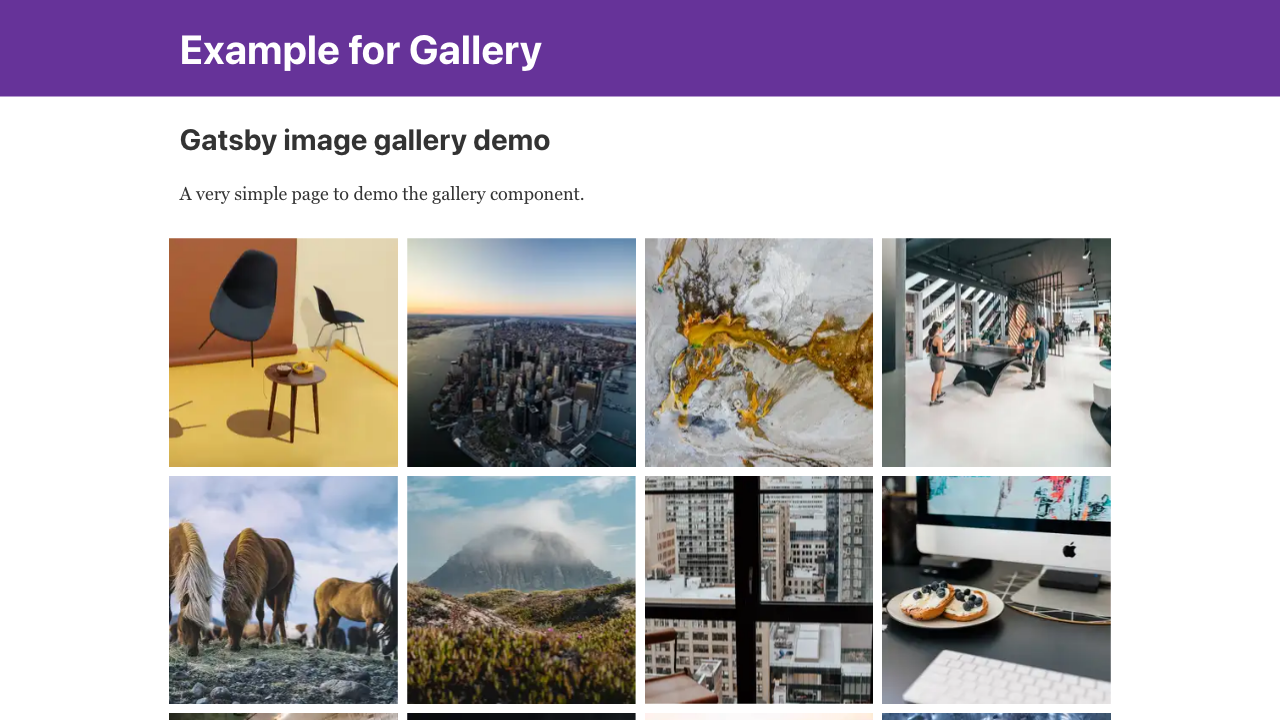 Example for Gallery
Gatsby image gallery demo
A very simple page to demo the gallery component.